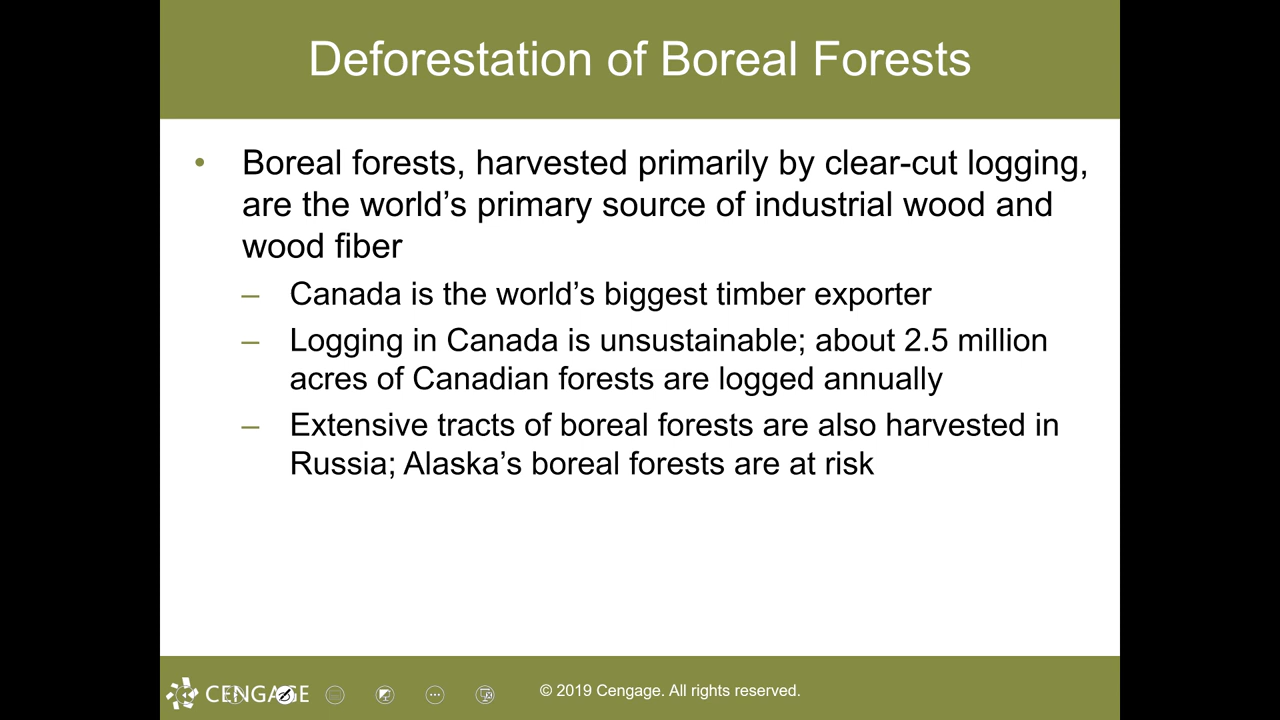 Deforestation of Boreal Forests
• Boreal forests, harvested primarily by clear-cut logging,
are the world’s primary source of industrial wood and
wood fiber
– Canada is the world’s biggest timber exporter
– Logging in Canada is unsustainable; about 2.5 million
acres of Canadian forests are logged annually
– Extensive tracts of boreal forests are also harvested in
Russia; Alaska’s boreal forests are at risk
CENGAGE
© 2019 Cengage. All rights reserved.